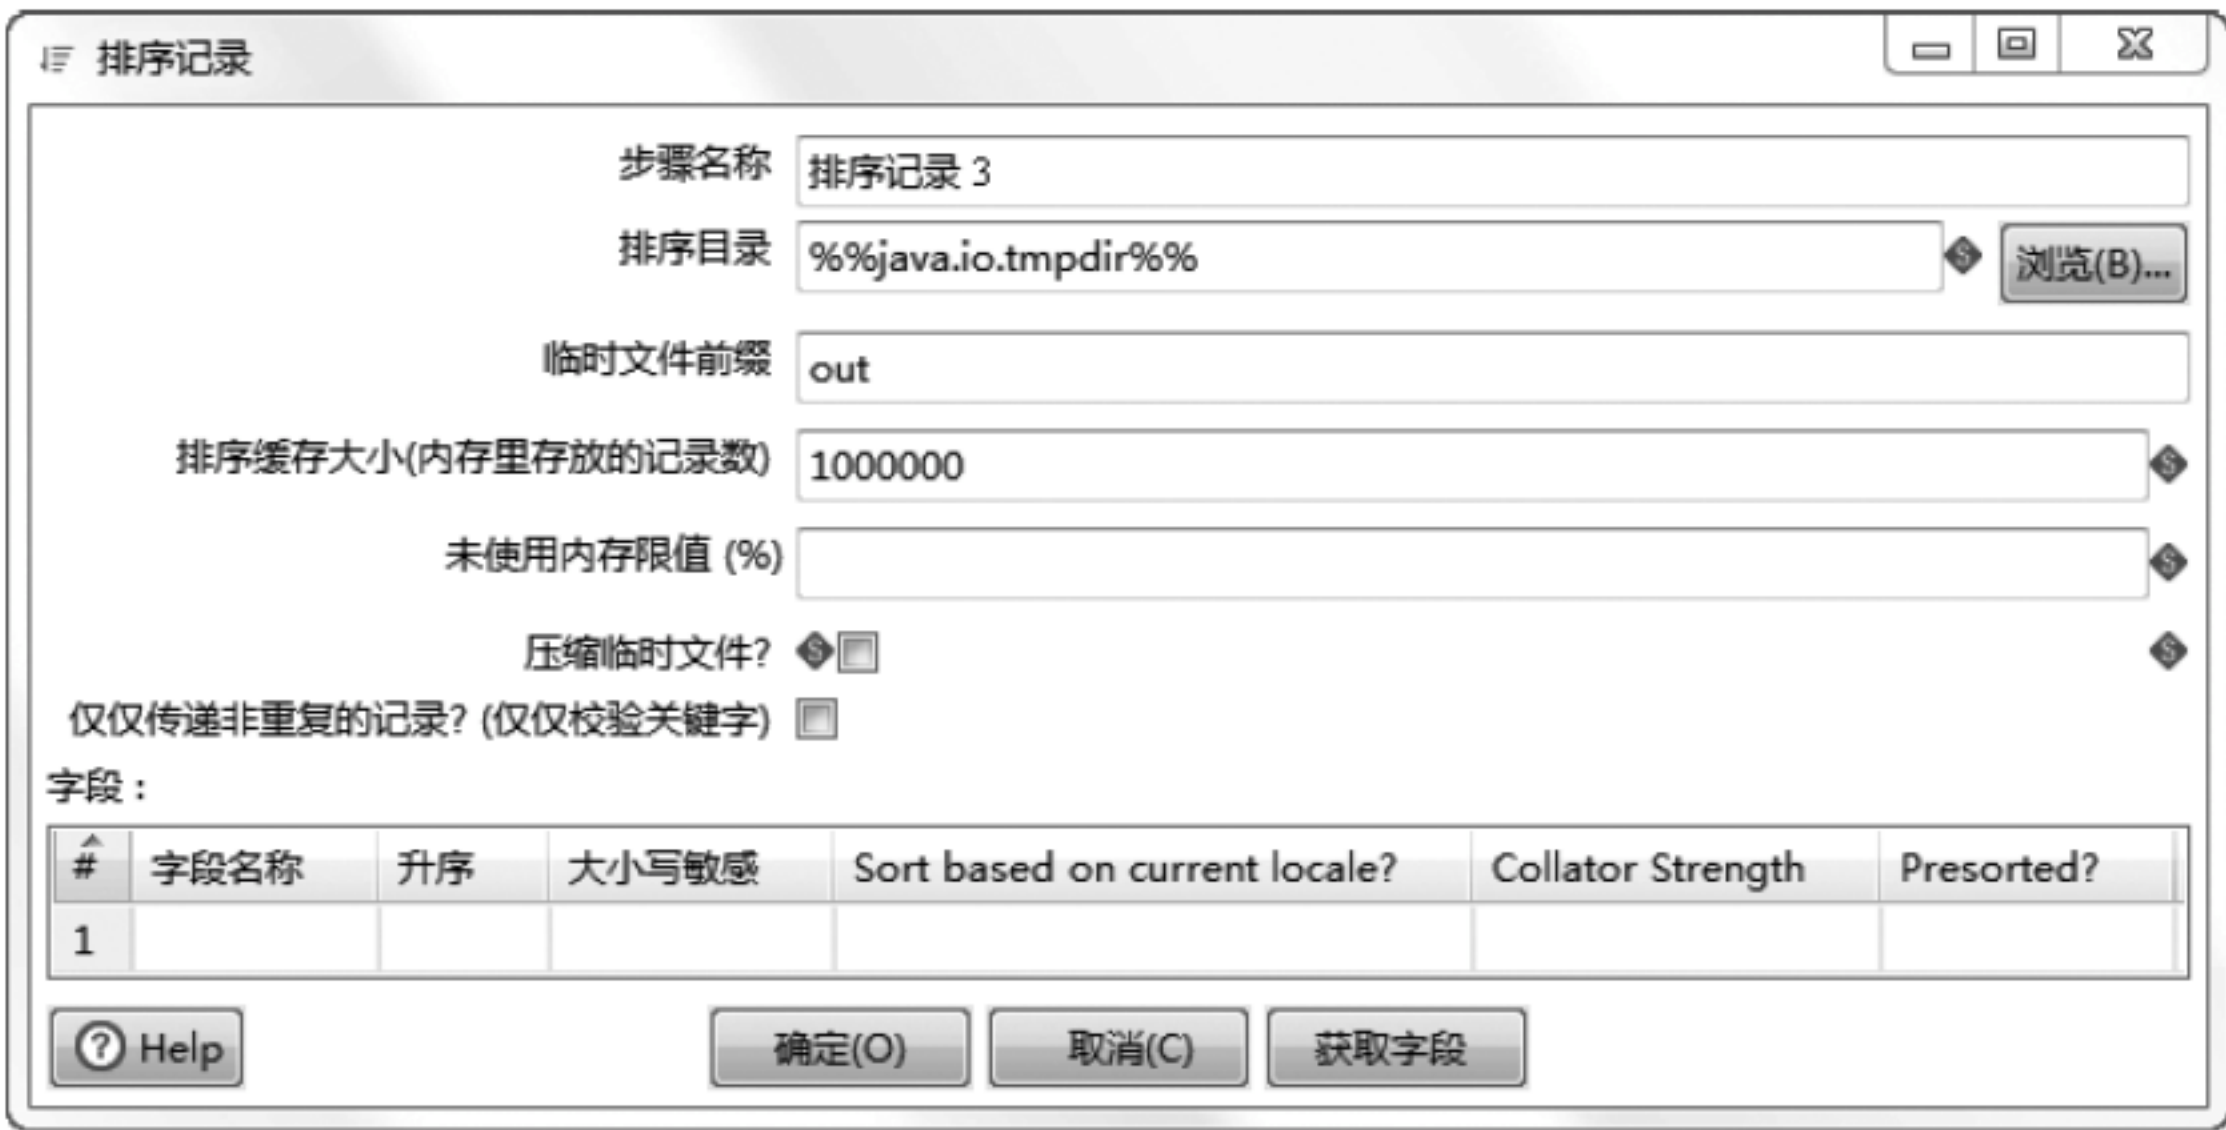 排序记录
步骤名称 排序记录 3
排序目录 %%java.io.tmpdir%% 浏览(B)...
临时文件前缀 out
排序缓存大小(内存里存放的记录数) 1000000
未使用内存限值 (%)
压缩临时文件?
仅仅传递非重复的记录? (仅仅校验关键字)
字段：
# 字段名称 升序 大小写敏感 Sort based on current locale? Collator Strength Presorted?
1
Help 确定(O) 取消(C) 获取字段